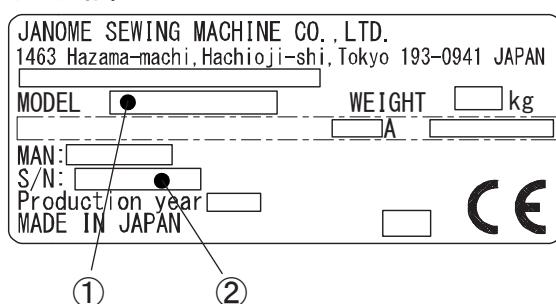 JANOME SEWING MACHINE CO.,LTD.
1463 Hazama-machi,Hachioji-shi,Tokyo 193-0941 JAPAN
MODEL WEIGHT kg
A
MAN:
S/N:
Production year
MADE IN JAPAN CE
① ②